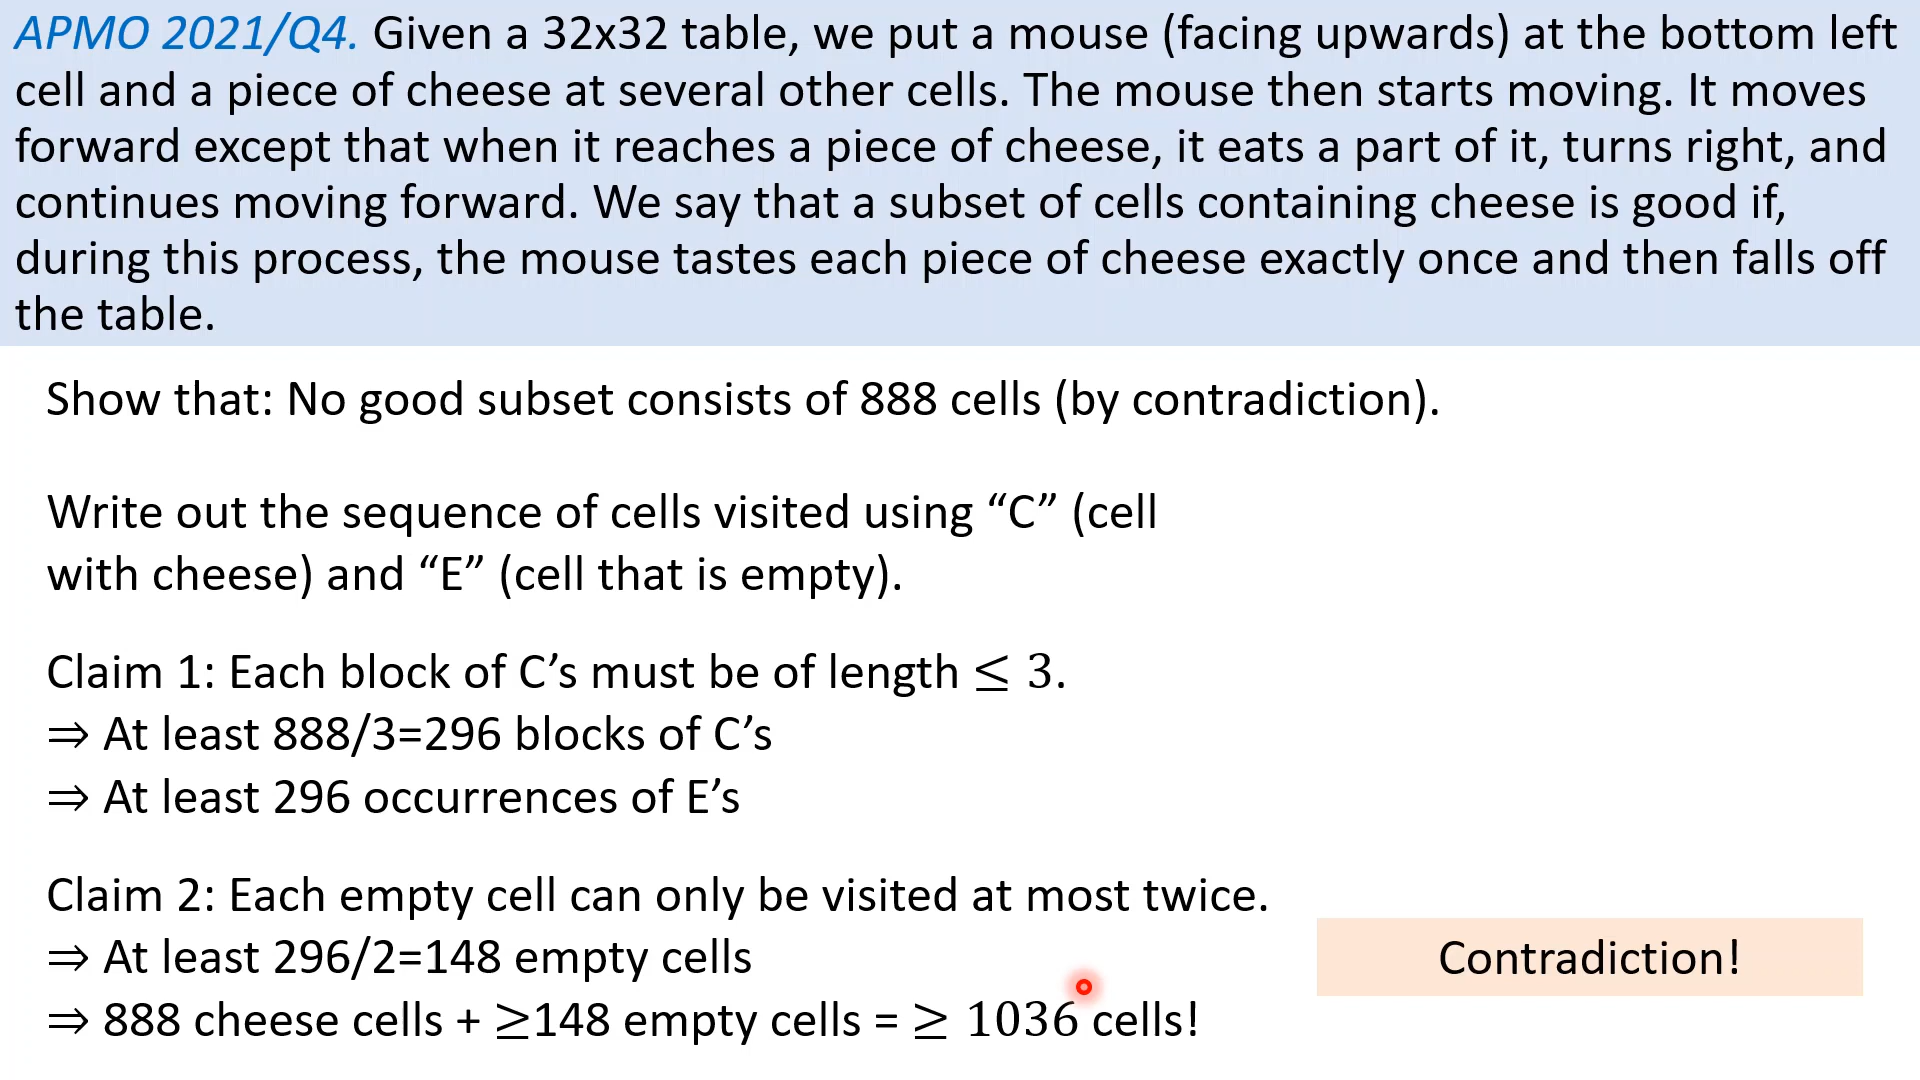 APMO 2021/Q4. Given a 32x32 table, we put a mouse (facing upwards) at the bottom left
cell and a piece of cheese at several other cells. The mouse then starts moving. It moves
forward except that when it reaches a piece of cheese, it eats a part of it, turns right, and
continues moving forward. We say that a subset of cells containing cheese is good if,
during this process, the mouse tastes each piece of cheese exactly once and then falls off
the table.
Show that: No good subset consists of 888 cells (by contradiction).
Write out the sequence of cells visited using “C” (cell
with cheese) and “E” (cell that is empty).
Claim 1: Each block of C’s must be of length ≤ 3.
⇒ At least 888/3=296 blocks of C’s
⇒ At least 296 occurrences of E’s
Claim 2: Each empty cell can only be visited at most twice.
⇒ At least 296/2=148 empty cells
⇒ 888 cheese cells + ≥148 empty cells = ≥ 1036 cells!
Contradiction!